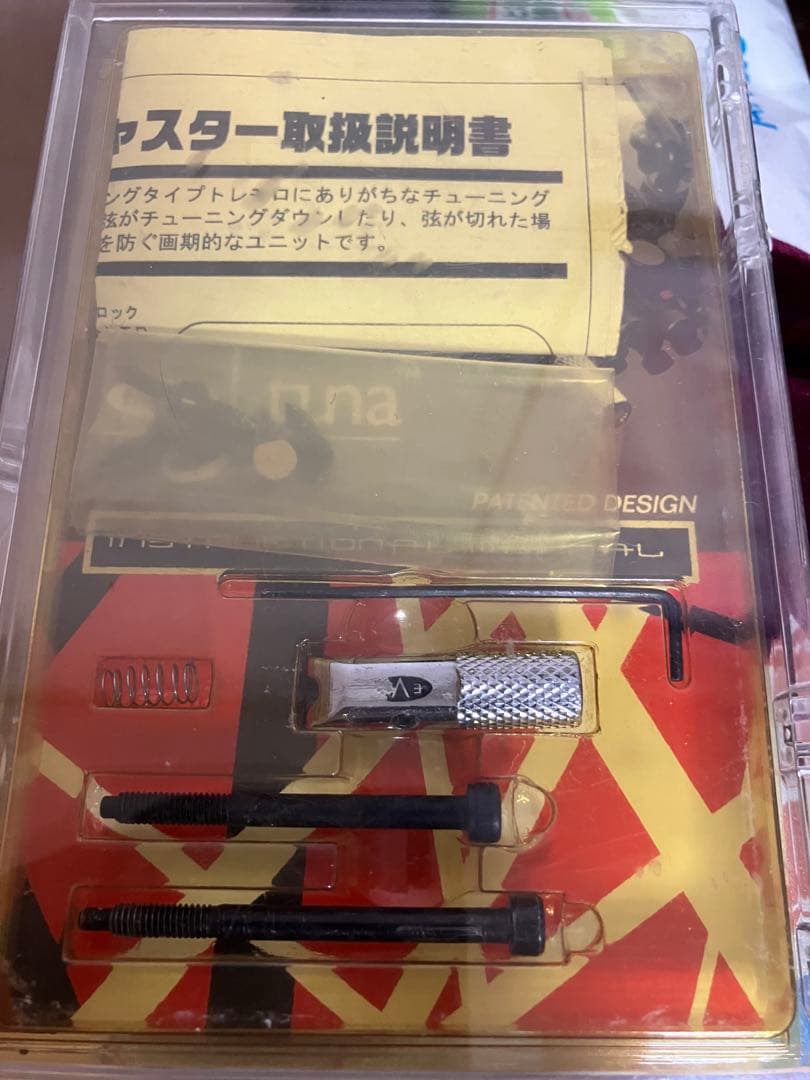 ャスター取扱説明書
ングタイプトレモロにありがちなチューニング
弦がチューニングダウンしたり、弦が切れた場
を防ぐ画期的なユニットです。
ロック
una
PATENTED DESIGN
INSTRUCTIONAL
EV